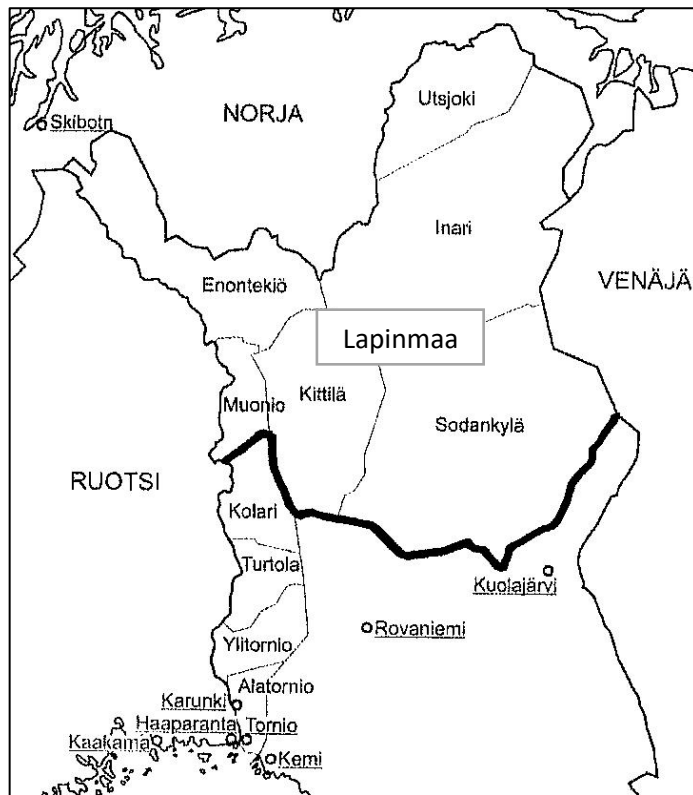 Utsjoki
NORJA
Skibotn
Inari
VENÄJÄ
Enontekiö
Lapinmaa
Kittilä
Muonio
Sodankylä
RUOTSI
Kolari
Turtola
Kuolajärvi
Rovaniemi
Ylitornio
Alatornio
Karunki
Haaparanta
Tornio
Kaakama
Kemi